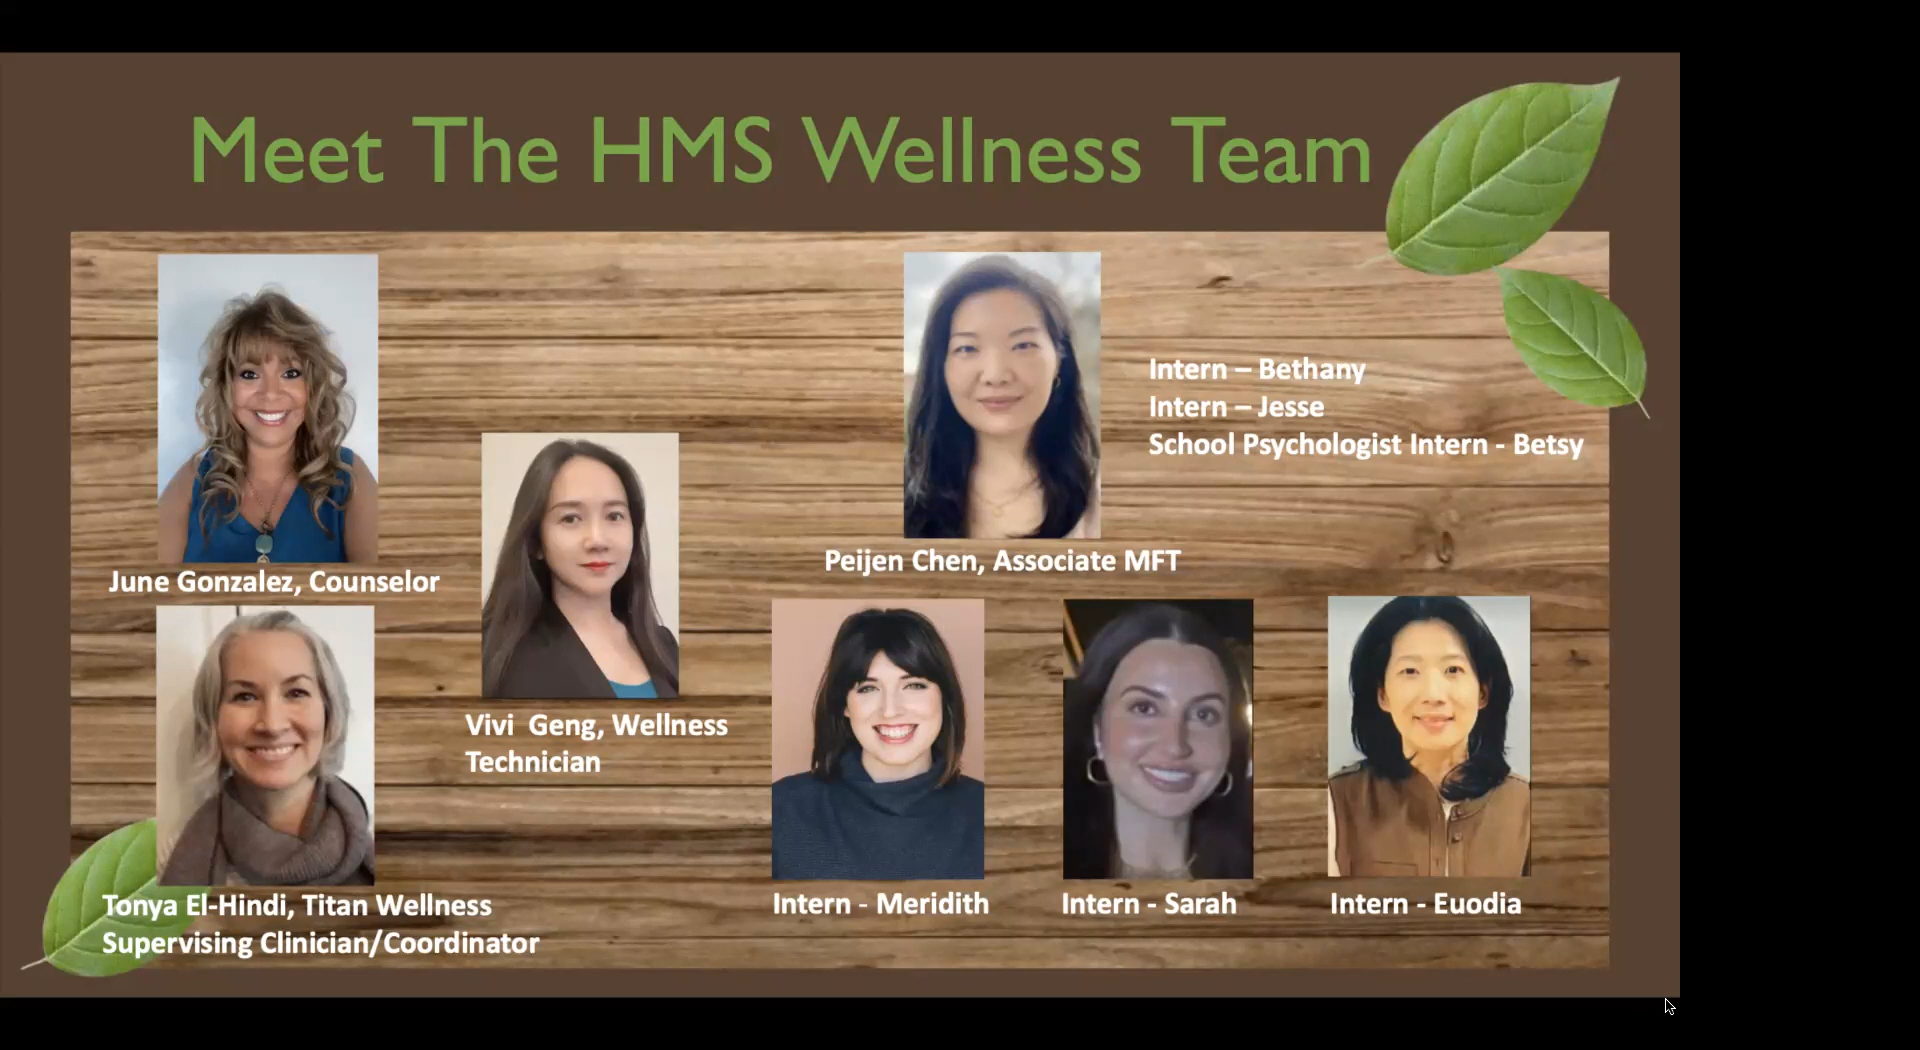 Meet The HMS Wellness Team
Intern – Bethany
Intern – Jesse
School Psychologist Intern - Betsy
Peijen Chen, Associate MFT
June Gonzalez, Counselor
Vivi  Geng, Wellness
Technician
Tonya El-Hindi, Titan Wellness
Supervising Clinician/Coordinator
Intern - Meridith
Intern - Sarah
Intern - Euodia